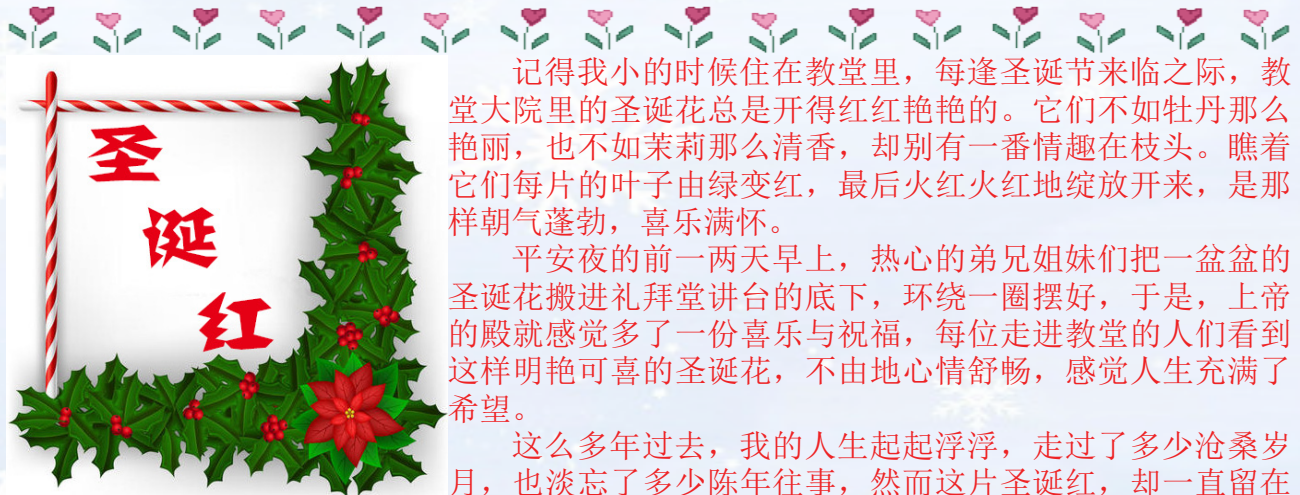 圣
诞
红
记得我小的时候住在教堂里，每逢圣诞节来临之际，教
堂大院里的圣诞花总是开得红红艳艳的。它们不如牡丹那么
艳丽，也不如茉莉那么清香，却别有一番情趣在枝头。瞧着
它们每片的叶子由绿变红，最后火红火红地绽放开来，是那
样朝气蓬勃，喜乐满怀。
平安夜的前一两天早上，热心的弟兄姐妹们把一盆盆的
圣诞花搬进礼拜堂讲台的底下，环绕一圈摆好，于是，上帝
的殿就感觉多了一份喜乐与祝福，每位走进教堂的人们看到
这样明艳可喜的圣诞花，不由地心情舒畅，感觉人生充满了
希望。
这么多年过去，我的人生起起浮浮，走过了多少沧桑岁
月，也淡忘了多少陈年往事，然而这片圣诞红，却一直留在